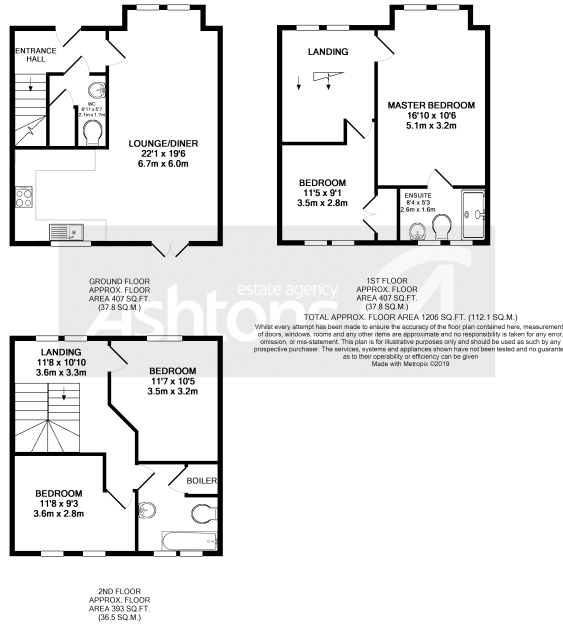 ENTRANCE
HALL
WC
6'11 x 5'7
2.1m x 1.7m
LOUNGE/DINER
22'1 x 19'6
6.7m x 6.0m
GROUND FLOOR
APPROX. FLOOR
AREA 407 SQ.FT.
(37.8 SQ.M.)
LANDING
MASTER BEDROOM
16'10 x 10'6
5.1m x 3.2m
BEDROOM
11'5 x 9'1
3.5m x 2.8m
ENSUITE
8'4 x 5'3
2.6m x 1.6m
1ST FLOOR
APPROX. FLOOR
AREA 407 SQ.FT.
(37.8 SQ.M.)
estate agency
Ashtons
TOTAL APPROX. FLOOR AREA 1206 SQ.FT. (112.1 SQ.M.)
Whilst every attempt has been made to ensure the accuracy of the floor plan contained here, measurement
of doors, windows, rooms and any other items are approximate and no responsibility is taken for any error,
omission, or mis-statement. This plan is for illustrative purposes only and should be used as such by any
prospective purchaser. The services, systems and appliances shown have not been tested and no guarante
as to their operability or efficiency can be given
Made with Metropix ©2019
LANDING
11'8 x 10'10
3.6m x 3.3m
BEDROOM
11'7 x 10'5
3.5m x 3.2m
BEDROOM
11'8 x 9'3
3.6m x 2.8m
BOILER
2ND FLOOR
APPROX. FLOOR
AREA 393 SQ.FT.
(36.5 SQ.M.)